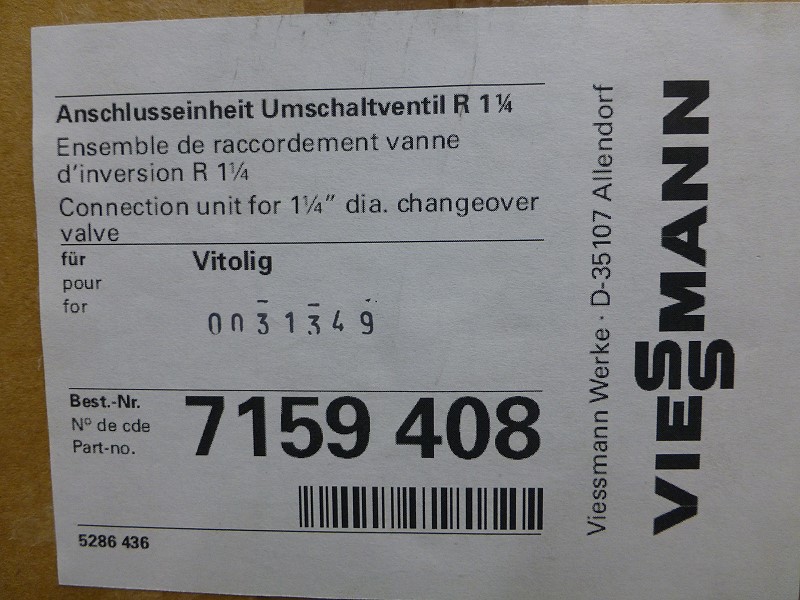 Anschlusseinheit Umschaltventil R 1¼
Ensemble de raccordement vanne
d'inversion R 1¼
Connection unit for 1¼" dia. changeover
valve
für Vitolig
pour
for
0031349
Best.-Nr.
Nº de cde
Part-no.
7159 408
5286 436
Viessmann Werke · D-35107 Allendorf
VIESSMANN